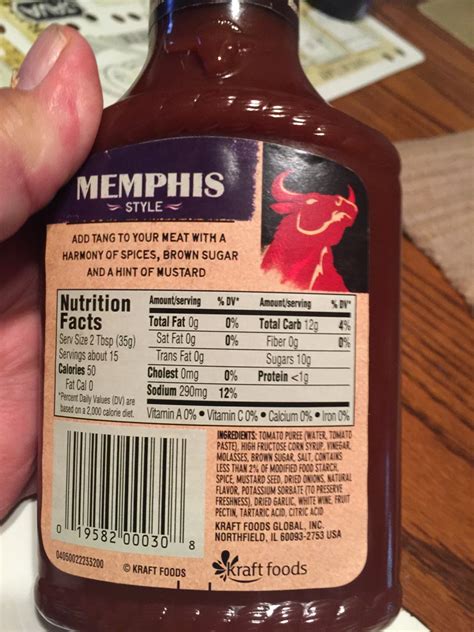 MEMPHIS
STYLE
ADD TANG TO YOUR MEAT WITH A
HARMONY OF SPICES, BROWN SUGAR
AND A HINT OF MUSTARD
Nutrition
Facts
Serv Size 2 Tbsp (35g)
Servings about 15
Calories 50
Fat Cal 0
*Percent Daily Values (DV) are
based on a 2,000 calorie diet.
Amount/serving % DV* Amount/serving % DV*
Total Fat 0g 0% Total Carb 12g 4%
Sat Fat 0g 0% Fiber 0g 0%
Trans Fat 0g Sugars 10g
Cholest 0mg 0% Protein <1g
Sodium 290mg 12%
Vitamin A 0% • Vitamin C 0% • Calcium 0% • Iron 0%
INGREDIENTS: TOMATO PUREE (WATER, TOMATO
PASTE), HIGH FRUCTOSE CORN SYRUP, VINEGAR,
MOLASSES, BROWN SUGAR, SALT, CONTAINS
LESS THAN 2% OF MODIFIED FOOD STARCH,
SPICE, MUSTARD SEED, DRIED ONIONS, NATURAL
FLAVOR, POTASSIUM SORBATE (TO PRESERVE
FRESHNESS), DRIED GARLIC, WHITE WINE, FRUIT
PECTIN, TARTARIC ACID, CITRIC ACID
KRAFT FOODS GLOBAL, INC.
NORTHFIELD, IL 60093-2753 USA
0 19582 00030 8
04050022255200
© KRAFT FOODS
kraft foods